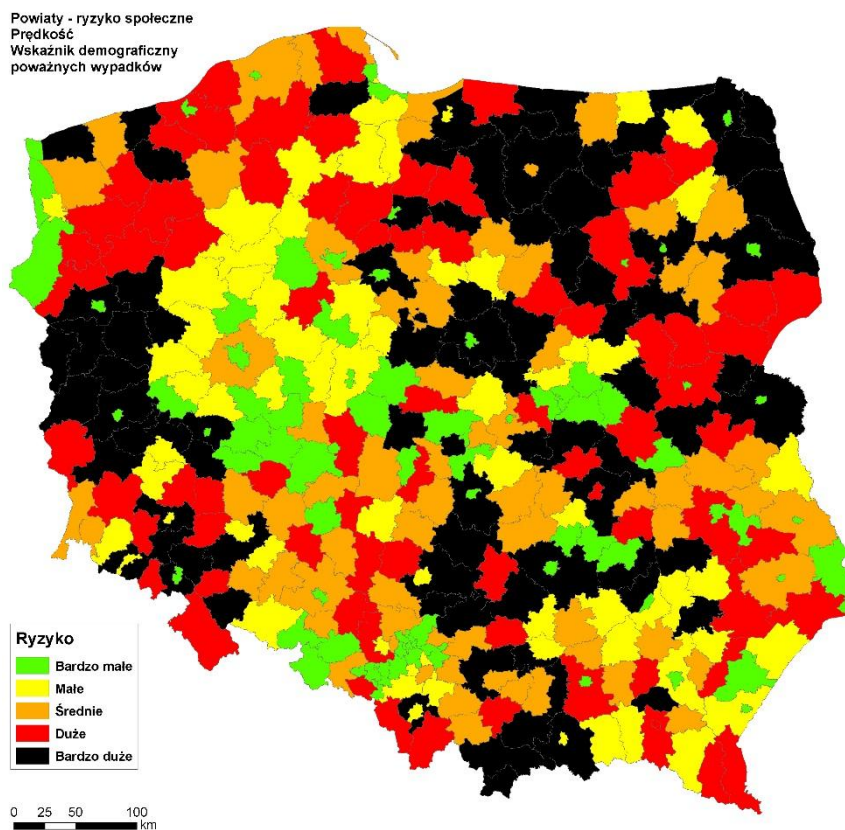 Powiaty - ryzyko społeczne
Prędkość
Wskaźnik demograficzny
poważnych wypadków
Ryzyko
Bardzo małe
Małe
Średnie
Duże
Bardzo duże
0 25 50 100
km